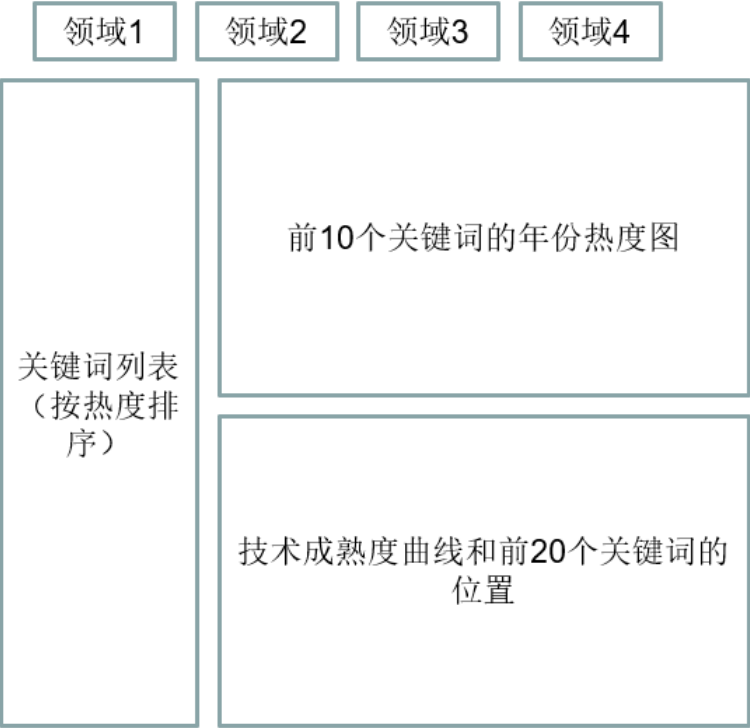 领域1
领域2
领域3
领域4
关键词列表
（按热度排
序）
前10个关键词的年份热度图
技术成熟度曲线和前20个关键词的
位置